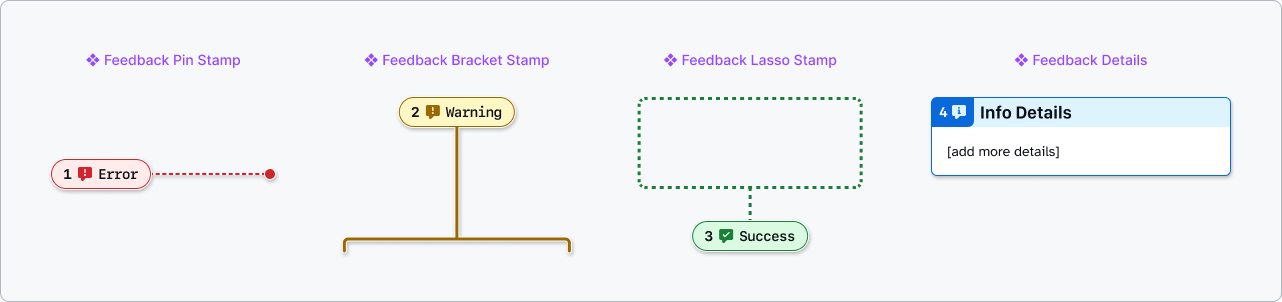 Feedback Pin Stamp
Feedback Bracket Stamp
Feedback Lasso Stamp
Feedback Details
1 Error
2 Warning
3 Success
4 Info Details
[add more details]